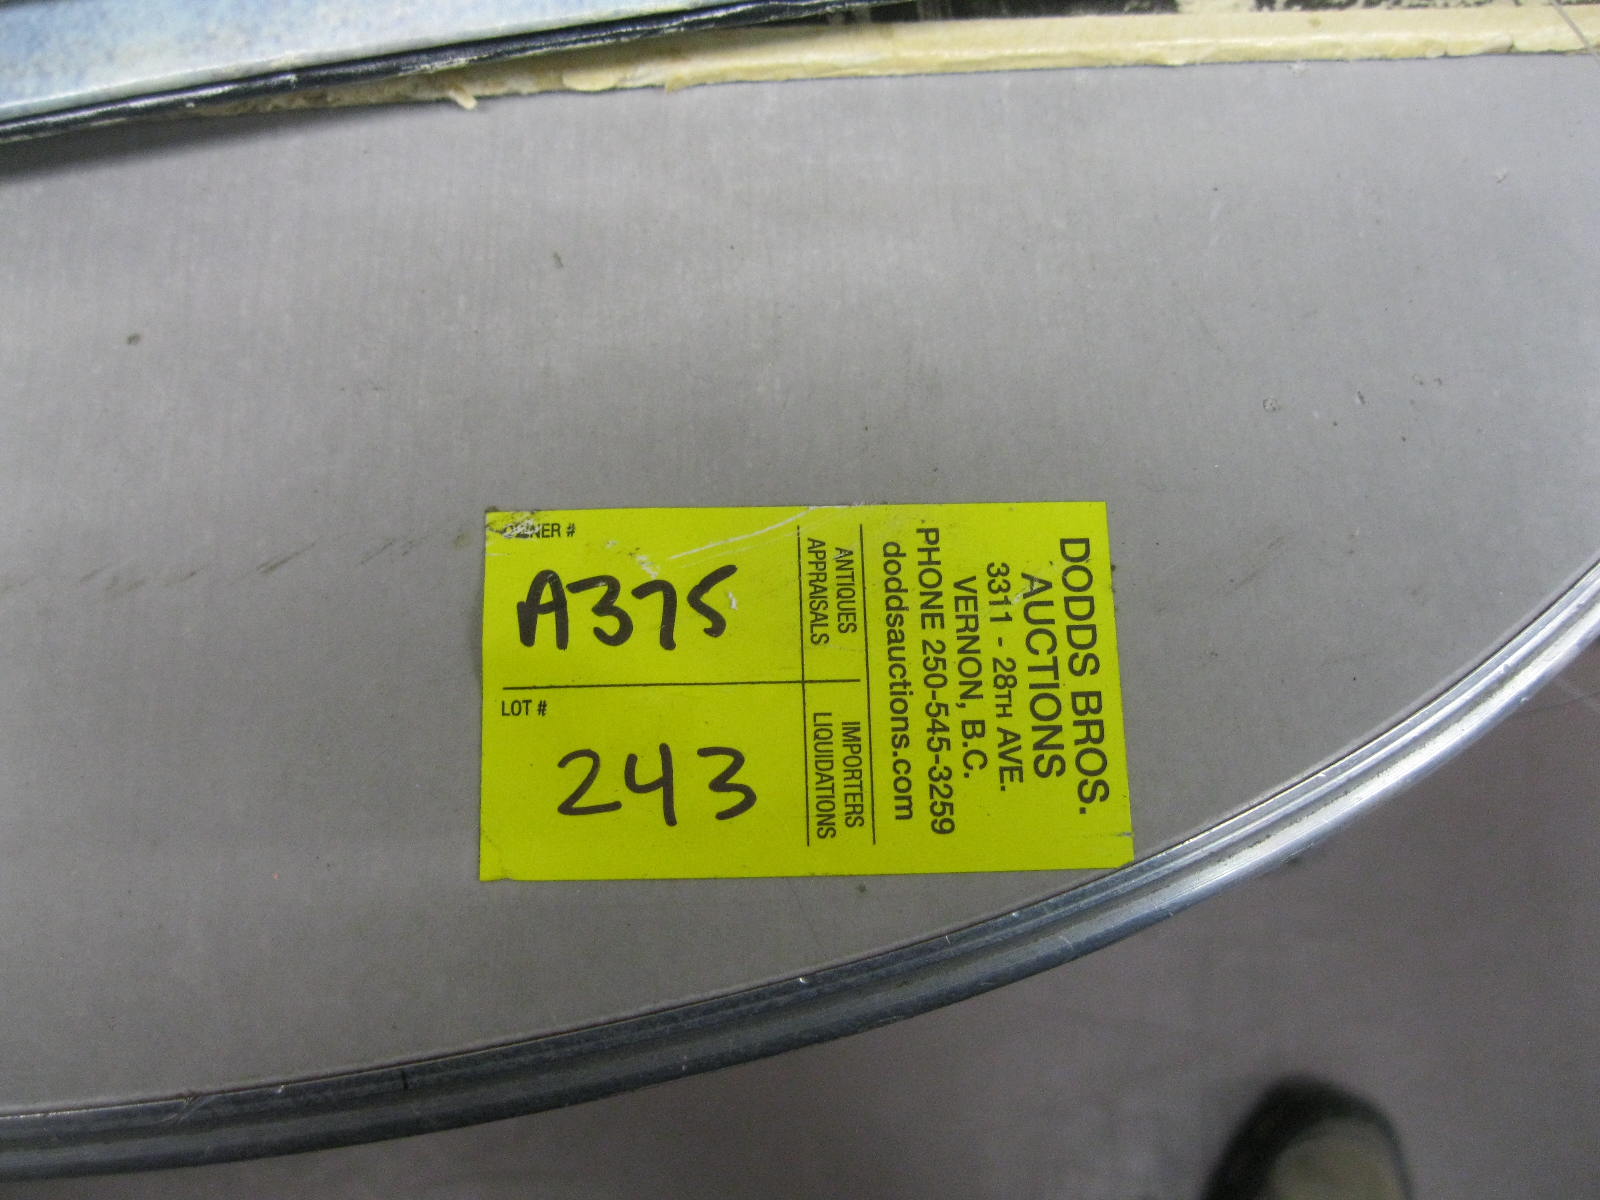 DODDS BROS.
AUCTIONS
3311 - 28TH AVE.
VERNON, B.C.
PHONE 250-545-3259
doddsauctions.com
ANTIQUES
APPRAISALS
IMPORTERS
LIQUIDATIONS
OWNER #
A375
LOT #
243